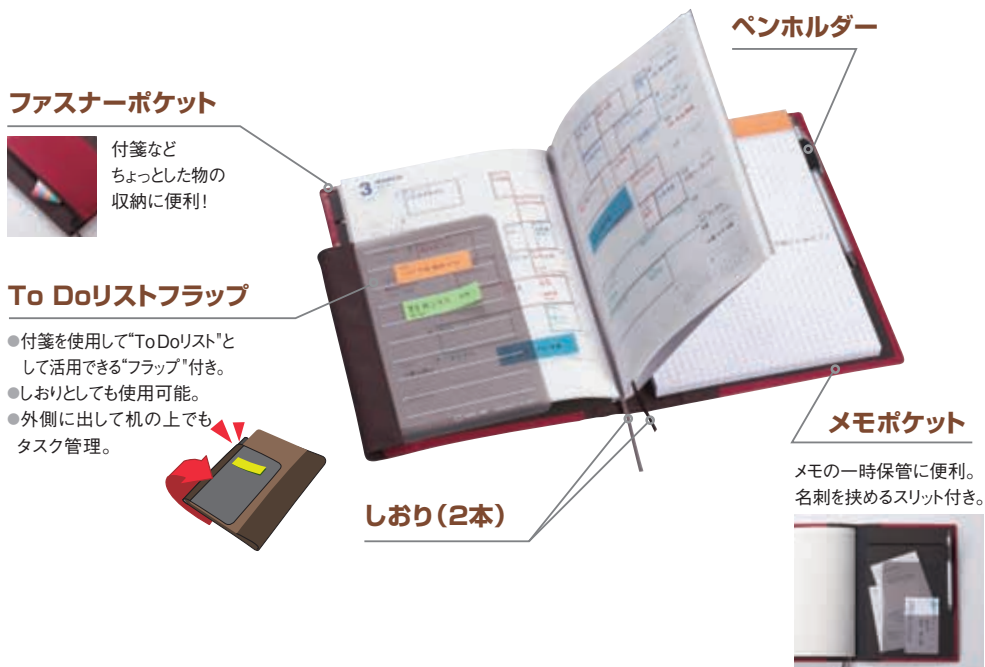 ペンホルダー
ファスナーポケット
付箋など
ちょっとした物の
収納に便利！
To Doリストフラップ
●付箋を使用して“To Doリスト”と
して活用できる“フラップ”付き。
●しおりとしても使用可能。
●外側に出して机の上でも
タスク管理。
3
しおり（2本）
メモポケット
メモの一時保管に便利。
名刺を挟めるスリット付き。